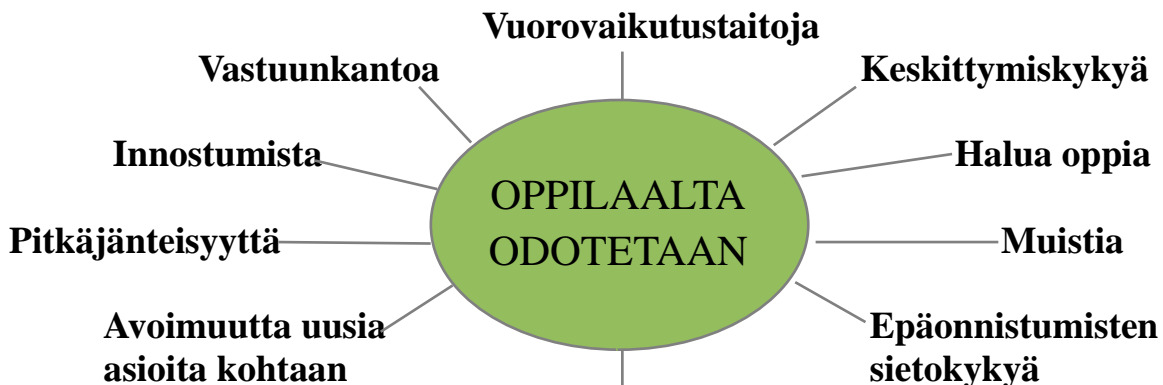 Vuorovaikutustaitoja
Vastuunkantoa
Keskittymiskykyä
Innostumista
Halua oppia
OPPILAALTA
ODOTETAAN
Pitkäjänteisyyttä
Muistia
Avoimuutta uusia
asioita kohtaan
Epäonnistumisten
sietokykyä